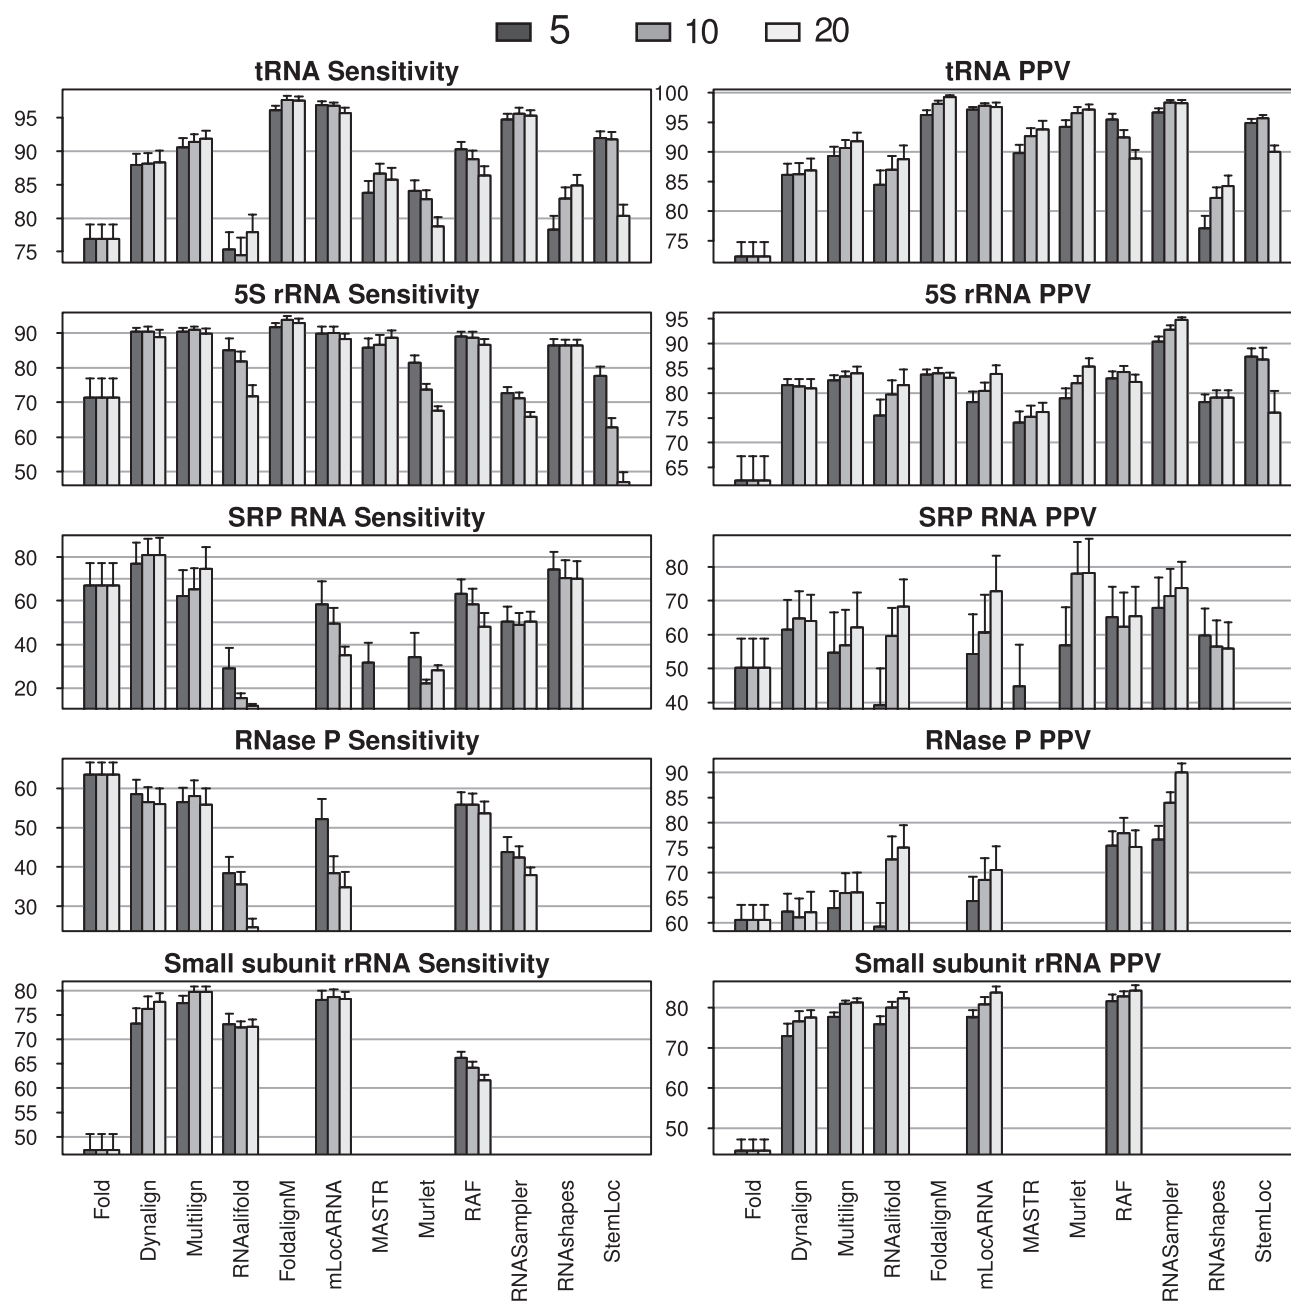 5 10 20
tRNA Sensitivity
95
90
85
80
75
tRNA PPV
100
95
90
85
80
75
5S rRNA Sensitivity
90
80
70
60
50
5S rRNA PPV
95
90
85
80
75
70
65
SRP RNA Sensitivity
80
60
40
20
SRP RNA PPV
80
70
60
50
40
RNase P Sensitivity
60
50
40
30
RNase P PPV
90
85
80
75
70
65
60
Small subunit rRNA Sensitivity
80
75
70
65
60
55
50
Small subunit rRNA PPV
80
70
60
50
Fold
Dynalign
Multilign
RNAalifold
FoldalignM
mLocARNA
MASTR
Murlet
RAF
RNASampler
RNAshapes
StemLoc
Fold
Dynalign
Multilign
RNAalifold
FoldalignM
mLocARNA
MASTR
Murlet
RAF
RNASampler
RNAshapes
StemLoc